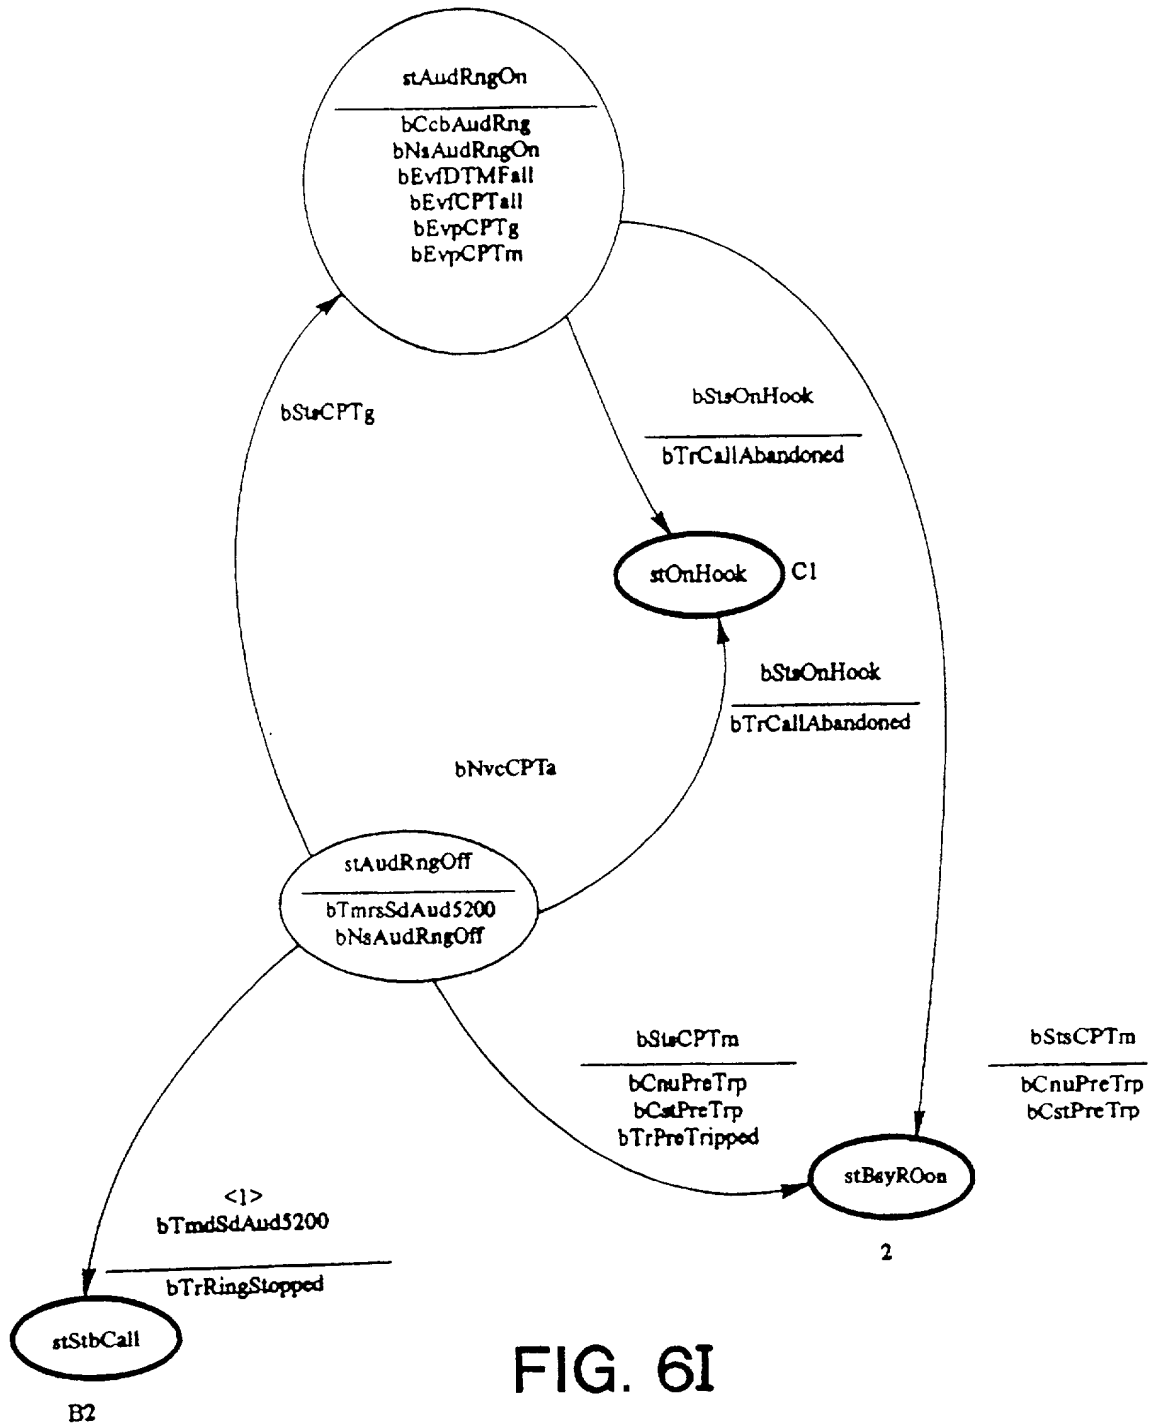 stAudRngOn
bCcbAudRng
bNsAudRngOn
bEvfDTMFall
bEvfCPTall
bEvpCPTg
bEvpCPTm
bStsCPTg
bStsOnHook
bTrCallAbandoned
stOnHook C1
bStsOnHook
bTrCallAbandoned
bNvcCPTa
stAudRngOff
bTmrsSdAud5200
bNsAudRngOff
bStsCPTm
bCnuPreTrp
bCstPreTrp
bTrPreTripped
bStsCPTm
bCnuPreTrp
bCstPreTrp
stBsyROon
2
<1>
bTmdSdAud5200
bTrRingStopped
stStbCall
B2
FIG. 6I